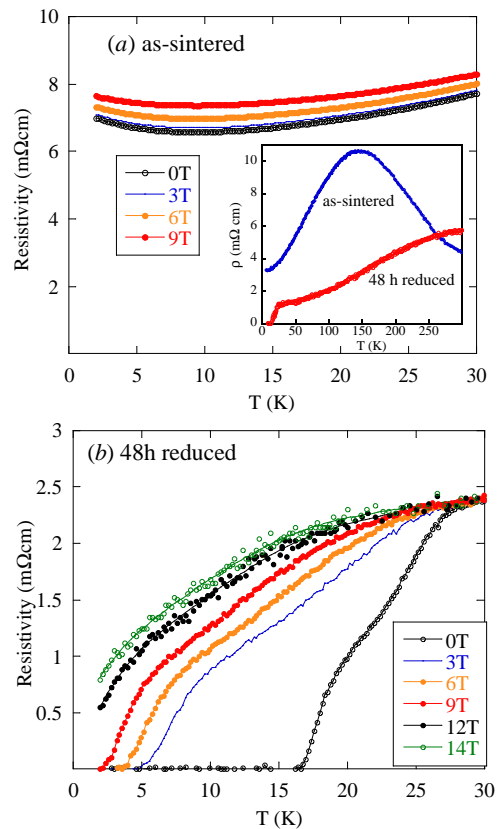 10
(a) as-sintered
8
6
4
2
Resistivity (mΩcm)
0T
3T
6T
9T
10
8
6
4
2
0
ρ (mΩ cm)
as-sintered
48 h reduced
0 50 100 150 200 250
T (K)
0 5 10 15 20 25 30
T (K)
3
(b) 48h reduced
2.5
2
1.5
1
0.5
Resistivity (mΩcm)
0T
3T
6T
9T
12T
14T
0 5 10 15 20 25 30
T (K)